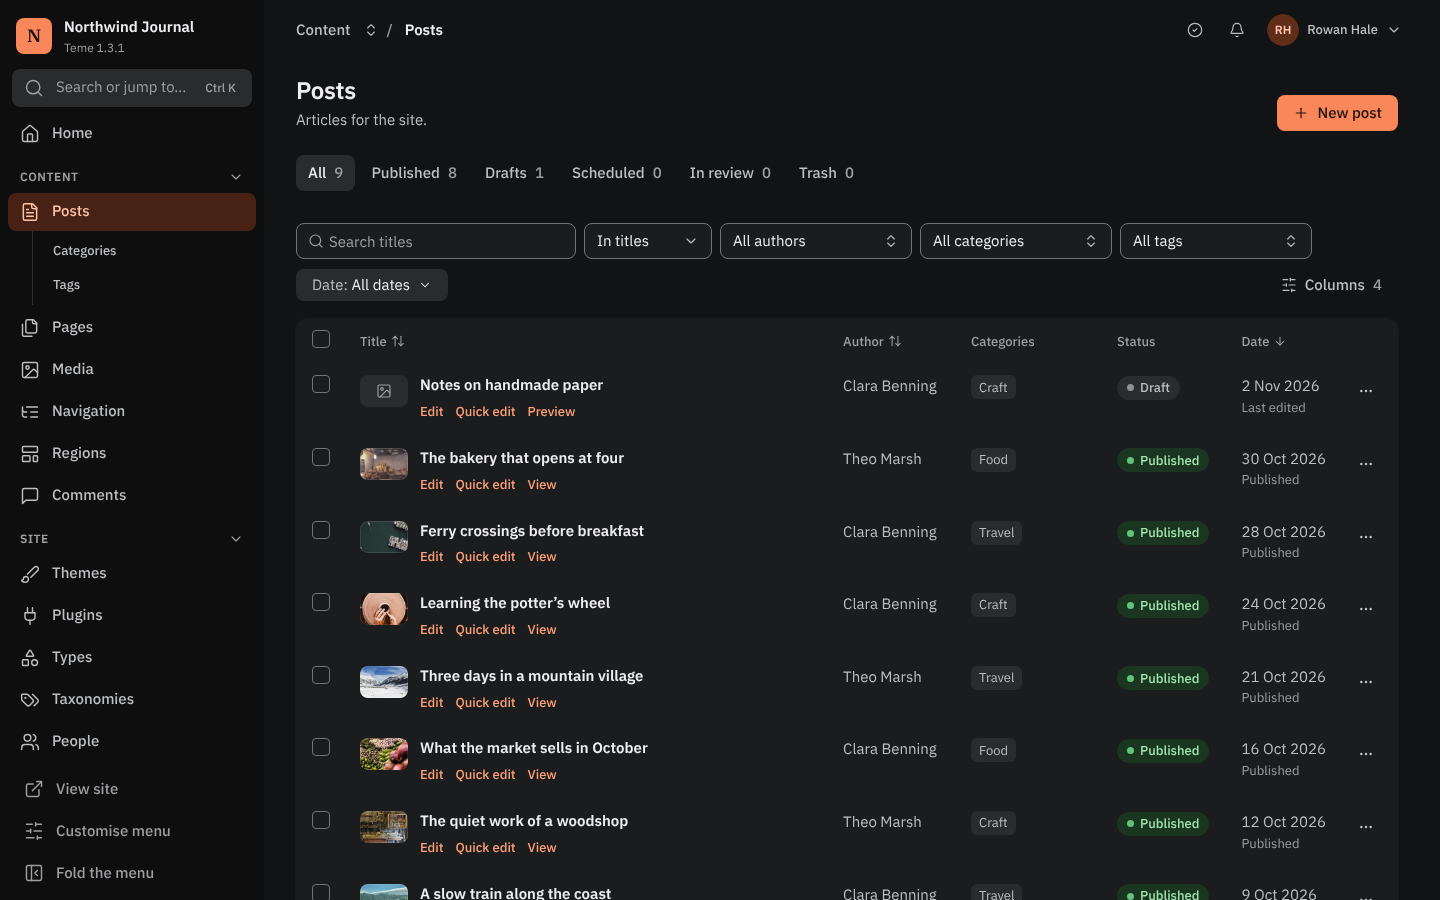 N
Northwind Journal
Teme 1.3.1
Search or jump to... Ctrl K
Home
CONTENT
Posts
Categories
Tags
Pages
Media
Navigation
Regions
Comments
SITE
Themes
Plugins
Types
Taxonomies
People
View site
Customise menu
Fold the menu
Content / Posts
RH Rowan Hale
Posts
Articles for the site.
+ New post
All 9 Published 8 Drafts 1 Scheduled 0 In review 0 Trash 0
Search titles In titles All authors All categories All tags
Date: All dates Columns 4
Title Author Categories Status Date
Notes on handmade paper Clara Benning Craft Draft 2 Nov 2026
Edit Quick edit Preview Last edited
The bakery that opens at four Theo Marsh Food Published 30 Oct 2026
Edit Quick edit View Published
Ferry crossings before breakfast Clara Benning Travel Published 28 Oct 2026
Edit Quick edit View Published
Learning the potter’s wheel Clara Benning Craft Published 24 Oct 2026
Edit Quick edit View Published
Three days in a mountain village Theo Marsh Travel Published 21 Oct 2026
Edit Quick edit View Published
What the market sells in October Clara Benning Food Published 16 Oct 2026
Edit Quick edit View Published
The quiet work of a woodshop Theo Marsh Craft Published 12 Oct 2026
Edit Quick edit View Published
A slow train along the coast Clara Benning Travel Published 9 Oct 2026